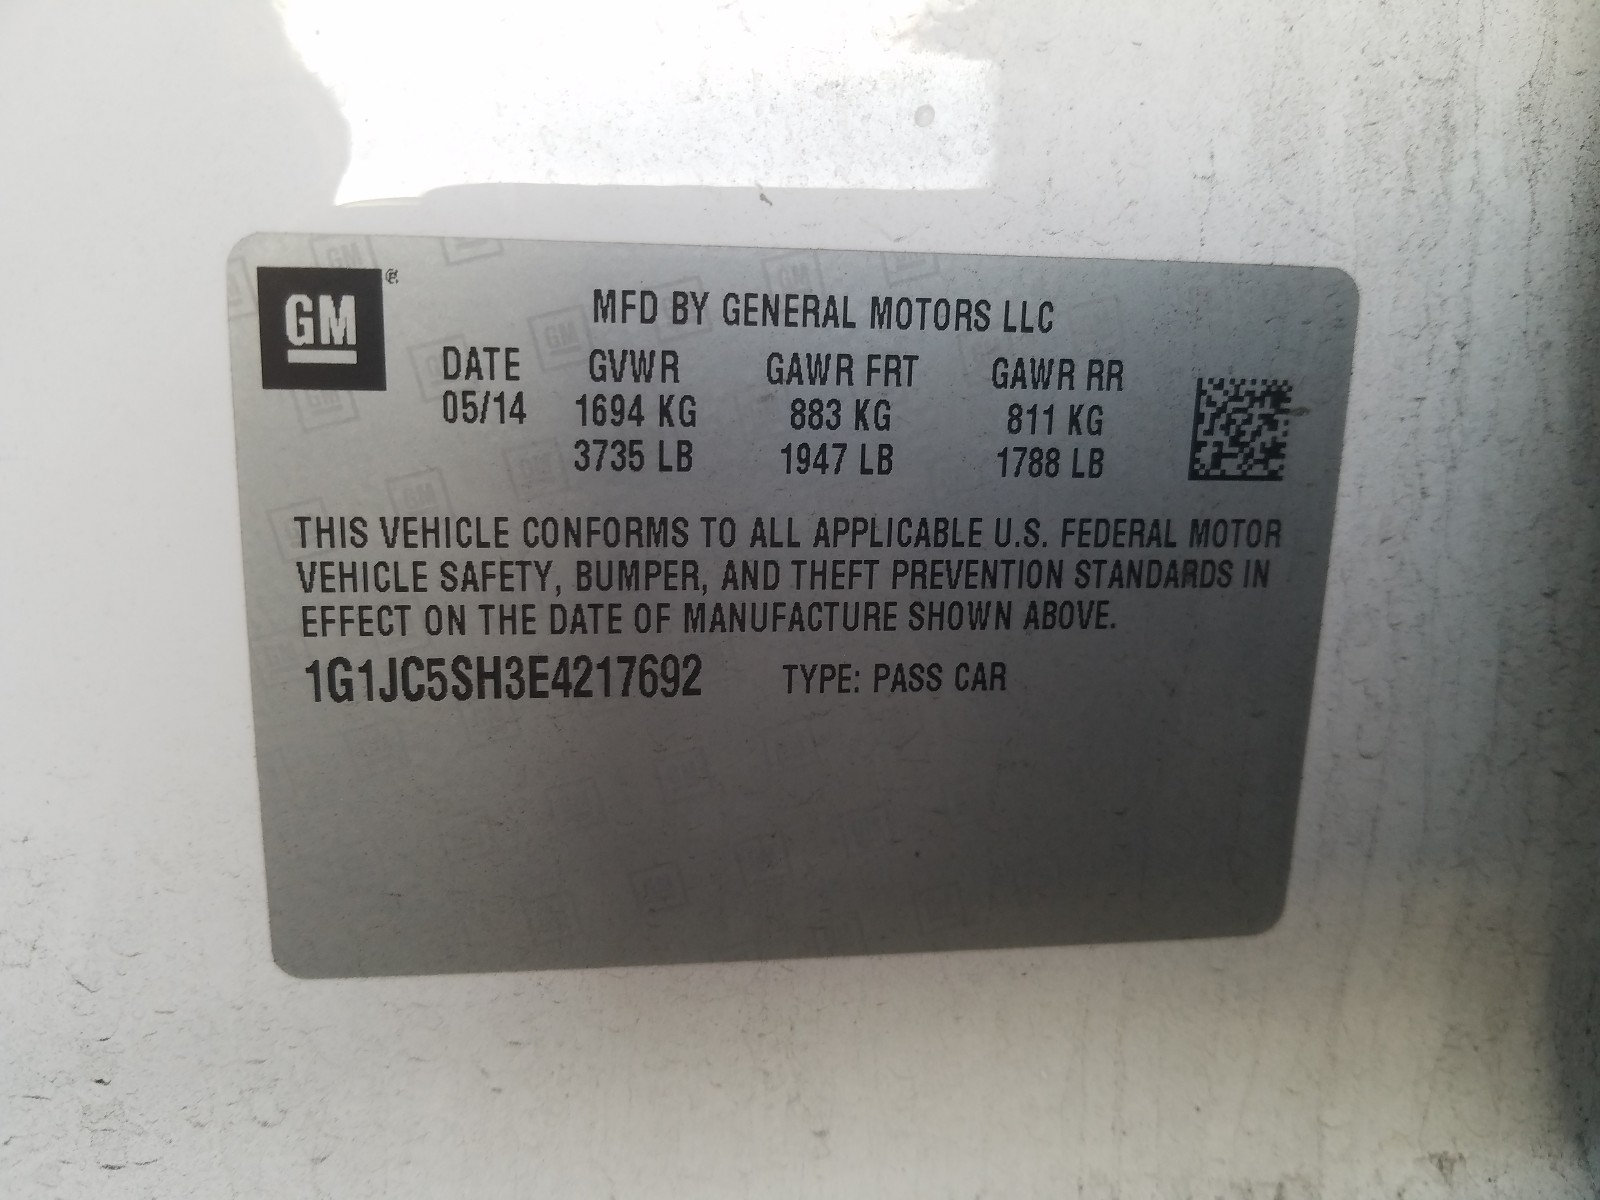 GM ®
MFD BY GENERAL MOTORS LLC
DATE GVWR GAWR FRT GAWR RR
05/14 1694 KG 883 KG 811 KG
3735 LB 1947 LB 1788 LB
THIS VEHICLE CONFORMS TO ALL APPLICABLE U.S. FEDERAL MOTOR
VEHICLE SAFETY, BUMPER, AND THEFT PREVENTION STANDARDS IN
EFFECT ON THE DATE OF MANUFACTURE SHOWN ABOVE.
1G1JC5SH3E4217692 TYPE: PASS CAR